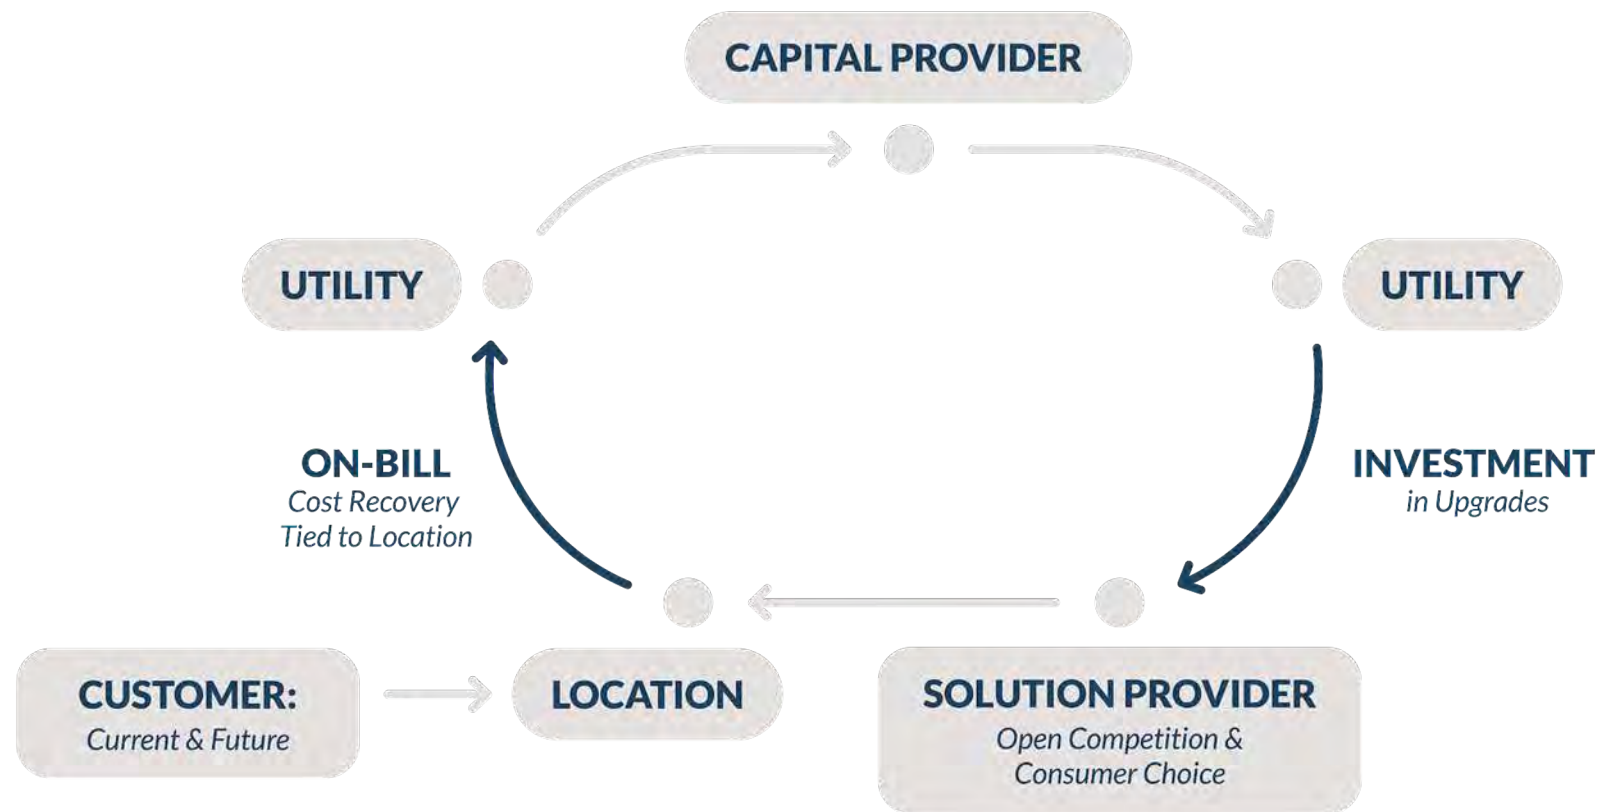 CAPITAL PROVIDER
UTILITY
UTILITY
ON-BILL
Cost Recovery
Tied to Location
INVESTMENT
in Upgrades
CUSTOMER:
Current & Future
LOCATION
SOLUTION PROVIDER
Open Competition &
Consumer Choice